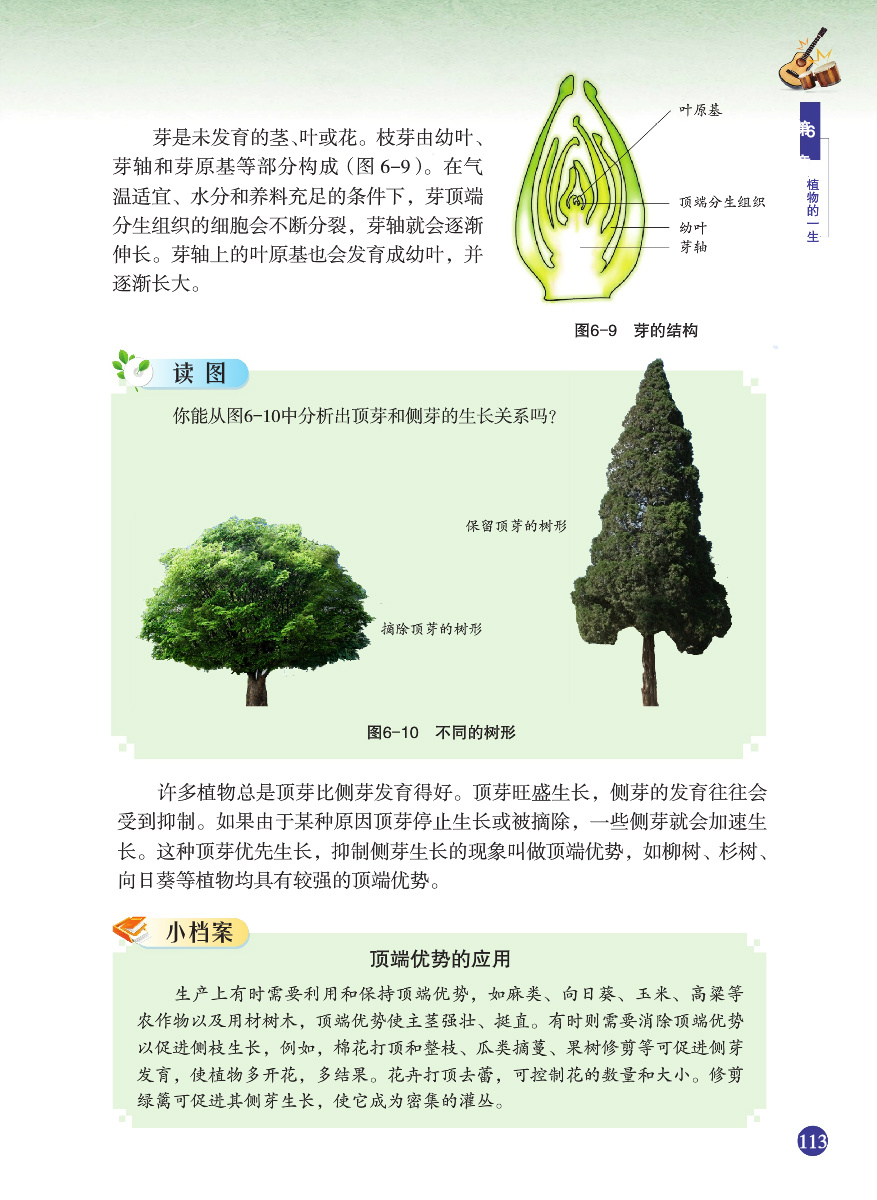 芽是未发育的茎、叶或花。枝芽由幼叶、
芽轴和芽原基等部分构成（图 6-9）。在气
温适宜、水分和养料充足的条件下，芽顶端
分生组织的细胞会不断分裂，芽轴就会逐渐
伸长。芽轴上的叶原基也会发育成幼叶，并
逐渐长大。
叶原基
顶端分生组织
幼叶
芽轴
图6-9 芽的结构
6
植物的一生
读 图
你能从图6-10中分析出顶芽和侧芽的生长关系吗？
保留顶芽的树形
摘除顶芽的树形
图6-10 不同的树形
许多植物总是顶芽比侧芽发育得好。顶芽旺盛生长，侧芽的发育往往会
受到抑制。如果由于某种原因顶芽停止生长或被摘除，一些侧芽就会加速生
长。这种顶芽优先生长，抑制侧芽生长的现象叫做顶端优势，如柳树、杉树、
向日葵等植物均具有较强的顶端优势。
小档案
顶端优势的应用
生产上有时需要利用和保持顶端优势，如麻类、向日葵、玉米、高粱等
农作物以及用材树木，顶端优势使主茎强壮、挺直。有时则需要消除顶端优势
以促进侧枝生长，例如，棉花打顶和整枝、瓜类摘蔓、果树修剪等可促进侧芽
发育，使植物多开花，多结果。花卉打顶去蕾，可控制花的数量和大小。修剪
绿篱可促进其侧芽生长，使它成为密集的灌丛。
113